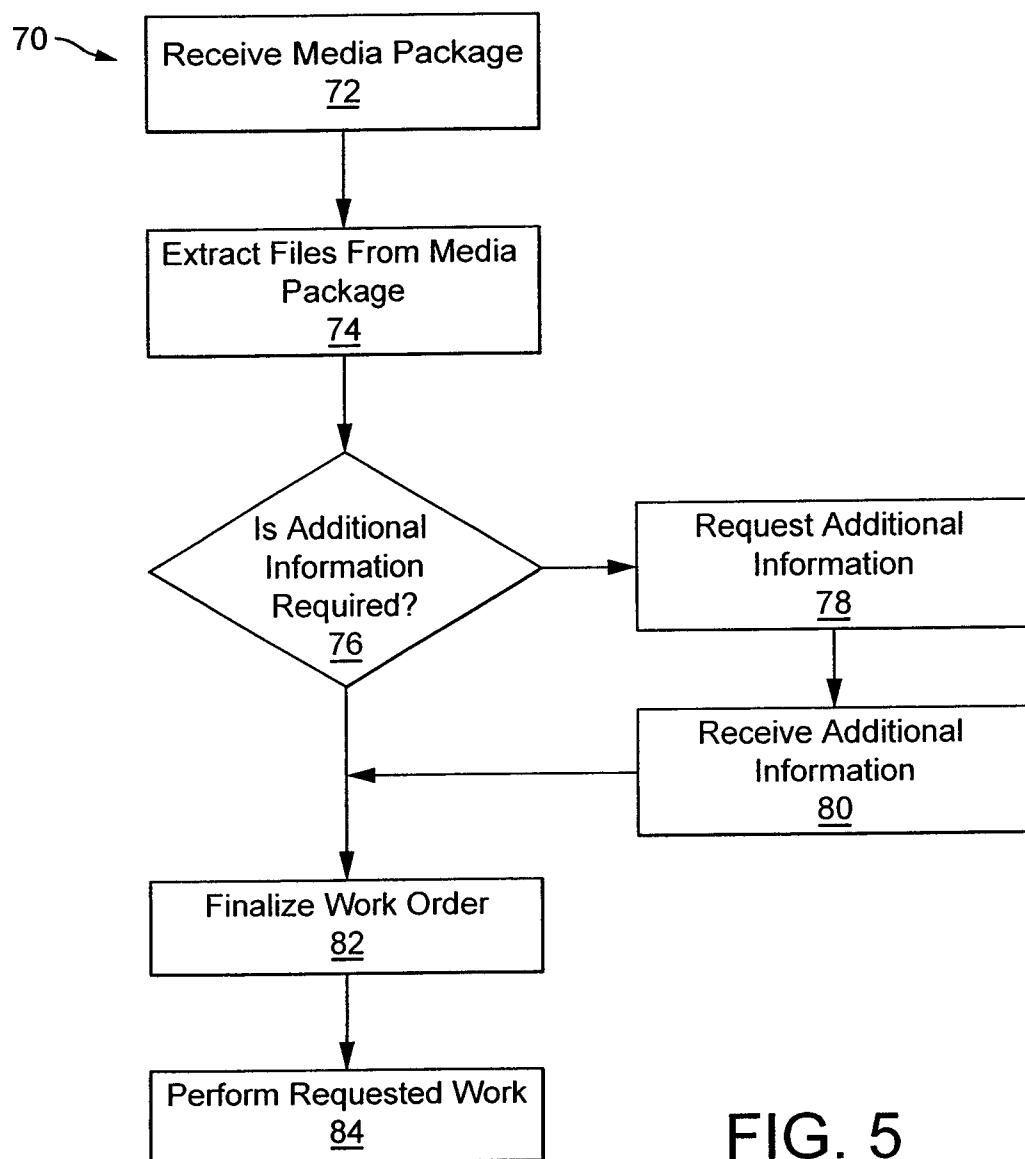 70
Receive Media Package
72
Extract Files From Media
Package
74
Is Additional
Information
Required?
76
Request Additional
Information
78
Receive Additional
Information
80
Finalize Work Order
82
Perform Requested Work
84
FIG. 5